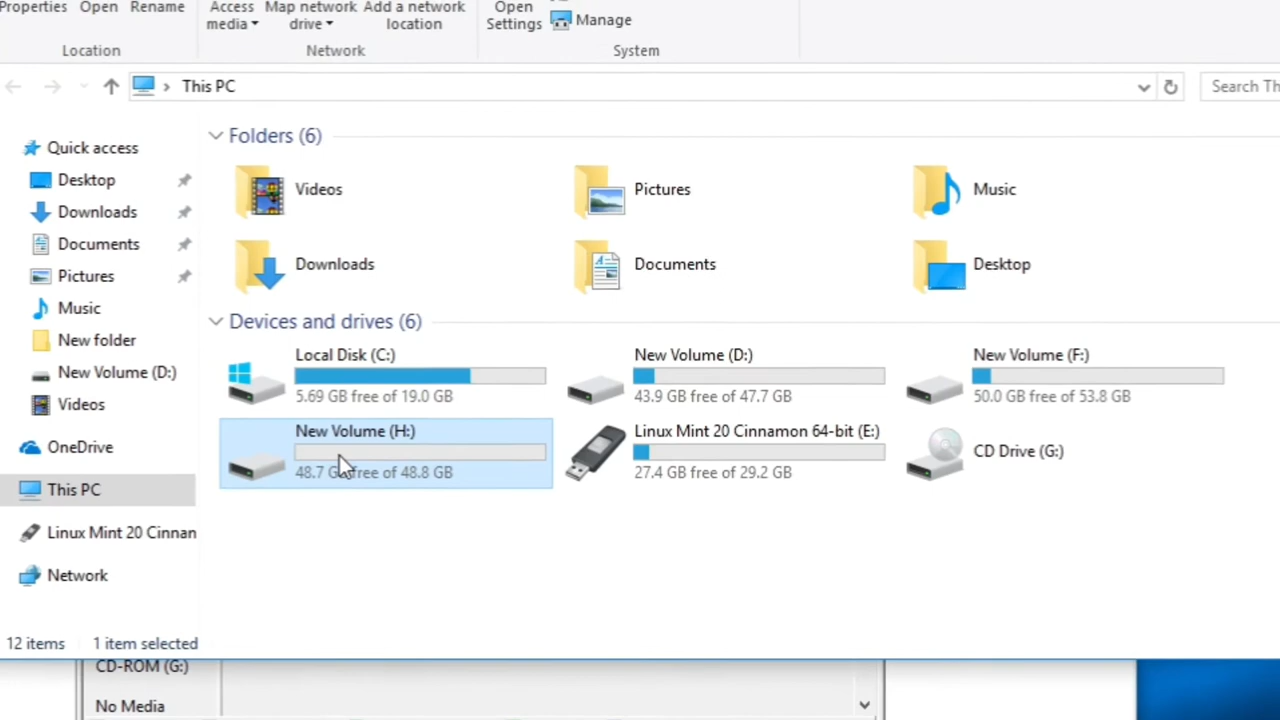 Properties Open Rename
Access media
Map network drive
Add a network location
Open Settings
Manage
Location
Network
System
This PC
Search Th
Quick access
Desktop
Downloads
Documents
Pictures
Music
New folder
New Volume (D:)
Videos
OneDrive
This PC
Linux Mint 20 Cinnan
Network
Folders (6)
Videos
Pictures
Music
Downloads
Documents
Desktop
Devices and drives (6)
Local Disk (C:)
5.69 GB free of 19.0 GB
New Volume (D:)
43.9 GB free of 47.7 GB
New Volume (F:)
50.0 GB free of 53.8 GB
New Volume (H:)
48.7 G free of 48.8 GB
Linux Mint 20 Cinnamon 64-bit (E:)
27.4 GB free of 29.2 GB
CD Drive (G:)
12 items 1 item selected
CD-ROM (G:)
No Media